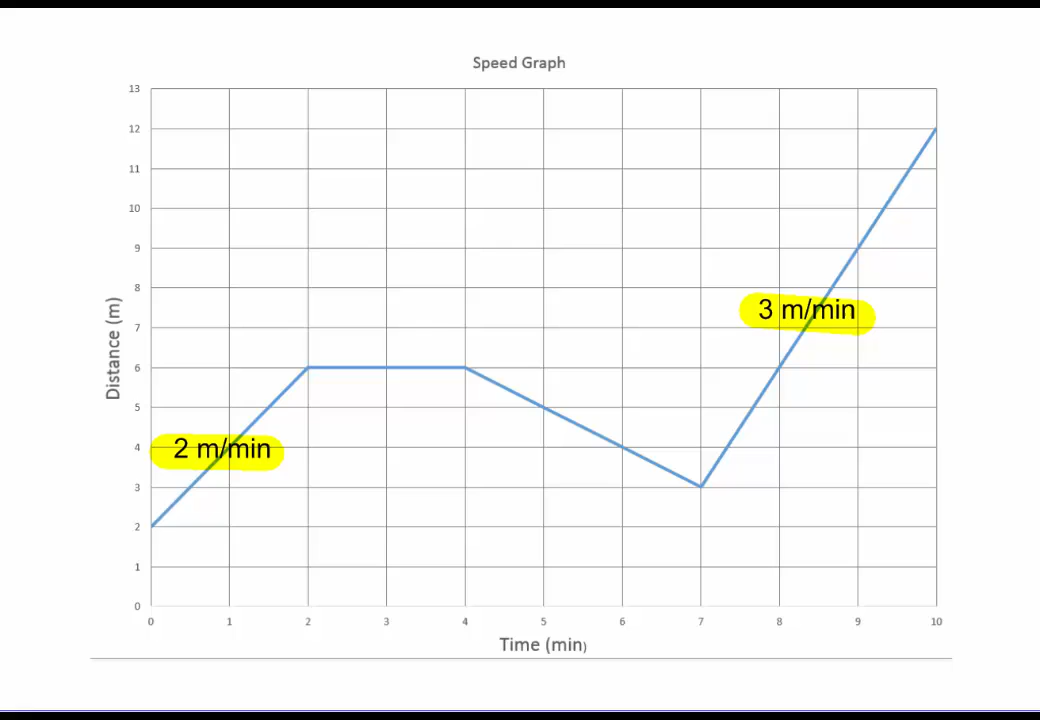 Speed Graph
13
12
11
10
9
8
7
6
5
4
3
2
1
0
Distance (m)
3 m/min
2 m/min
0 1 2 3 4 5 6 7 8 9 10
Time (min)